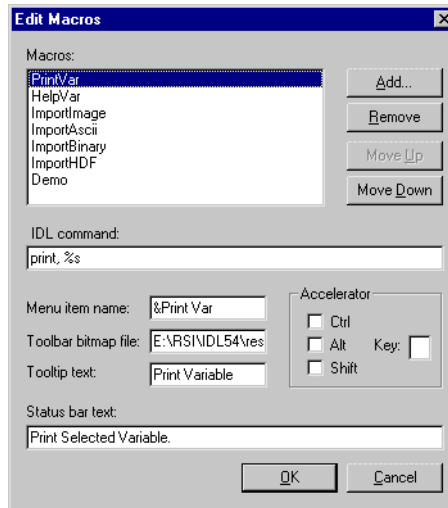 Edit Macros
Macros:
PrintVar
HelpVar
ImportImage
ImportAscii
ImportBinary
ImportHDF
Demo
Add...
Remove
Move Up
Move Down
IDL command:
print, %s
Menu item name: &Print Var
Toolbar bitmap file: E:\RSI\IDL54\res
Tooltip text: Print Variable
Accelerator
Ctrl
Alt Key:
Shift
Status bar text:
Print Selected Variable.
OK Cancel